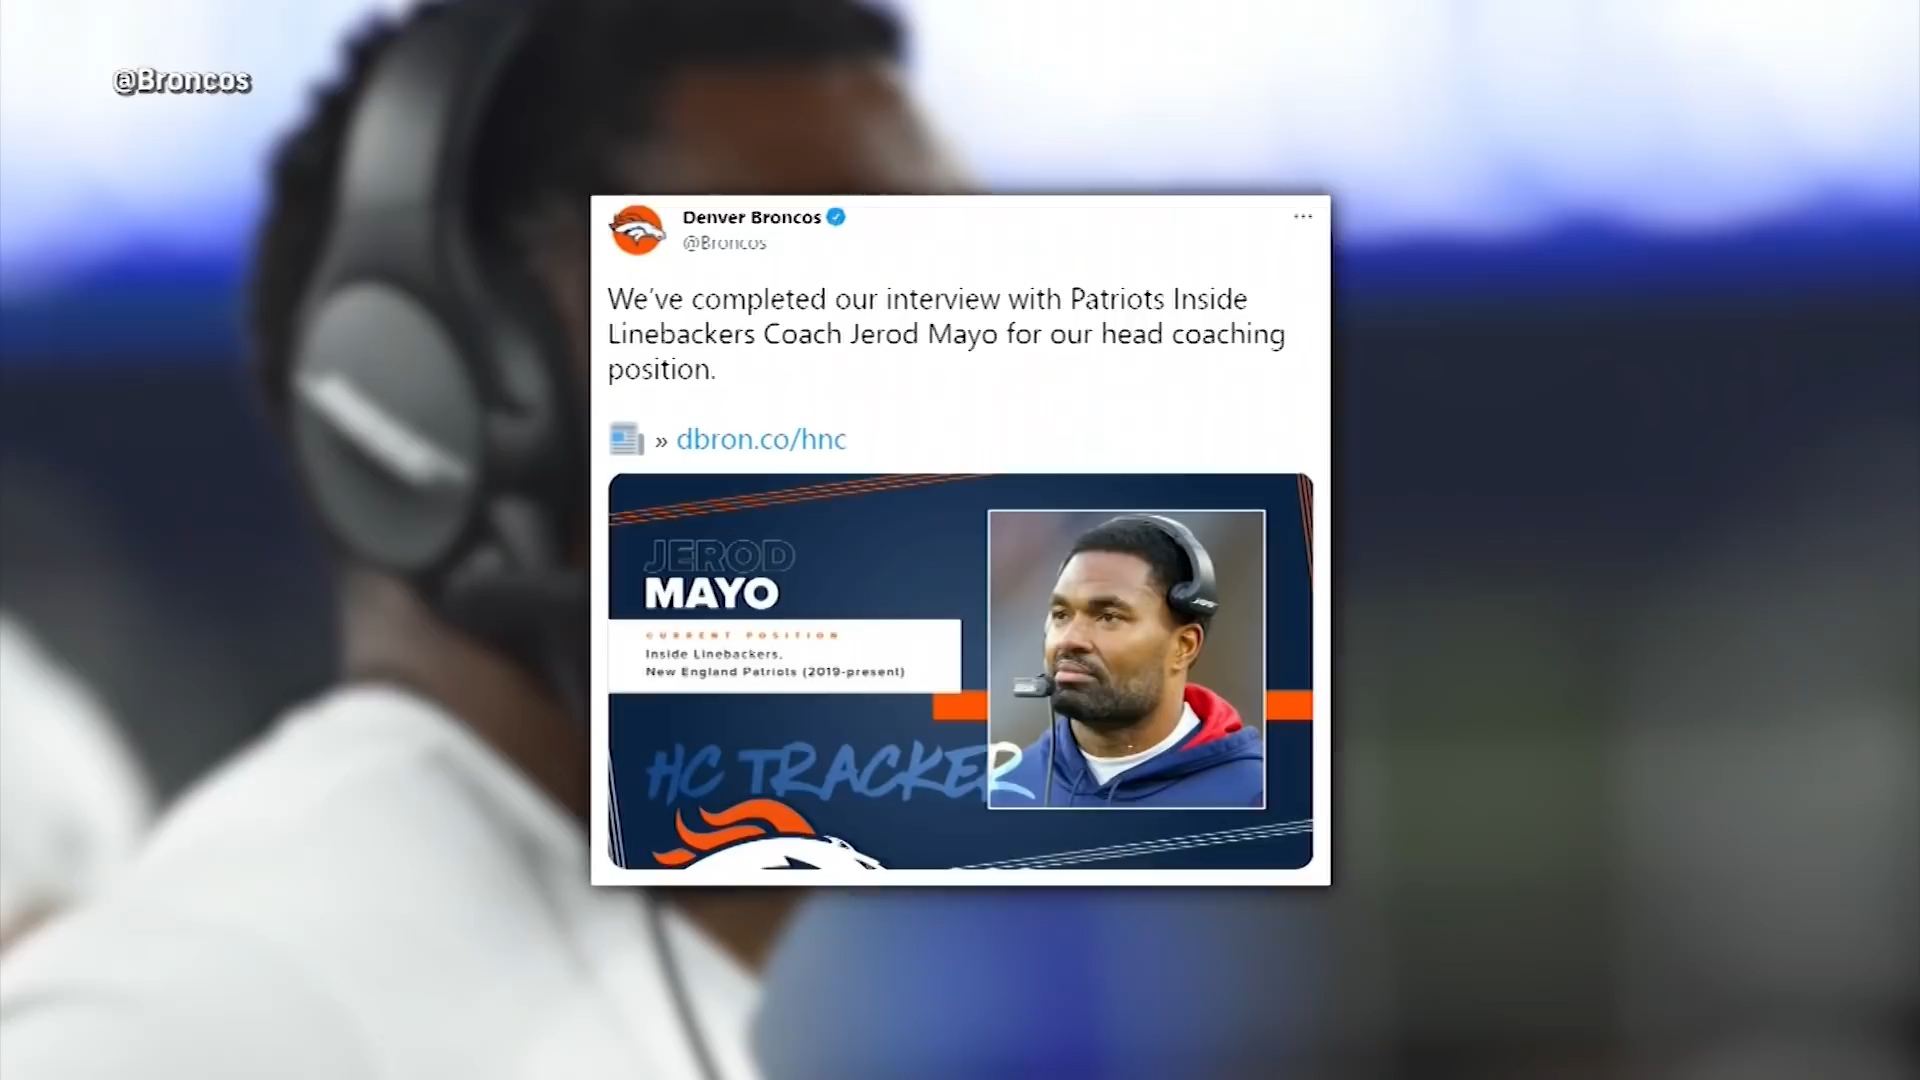 @Broncos
Denver Broncos
@Broncos
We've completed our interview with Patriots Inside
Linebackers Coach Jerod Mayo for our head coaching
position.
» dbron.co/hnc
JEROD
MAYO
CURRENT POSITION
Inside Linebackers,
New England Patriots (2019-present)
HC TRACKER